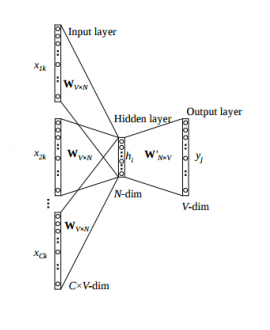 Input layer
x1k
WV×N
Hidden layer
Output layer
x2k
WV×N
hi
W'N×V
yj
N-dim
V-dim
WV×N
xCk
C×V-dim